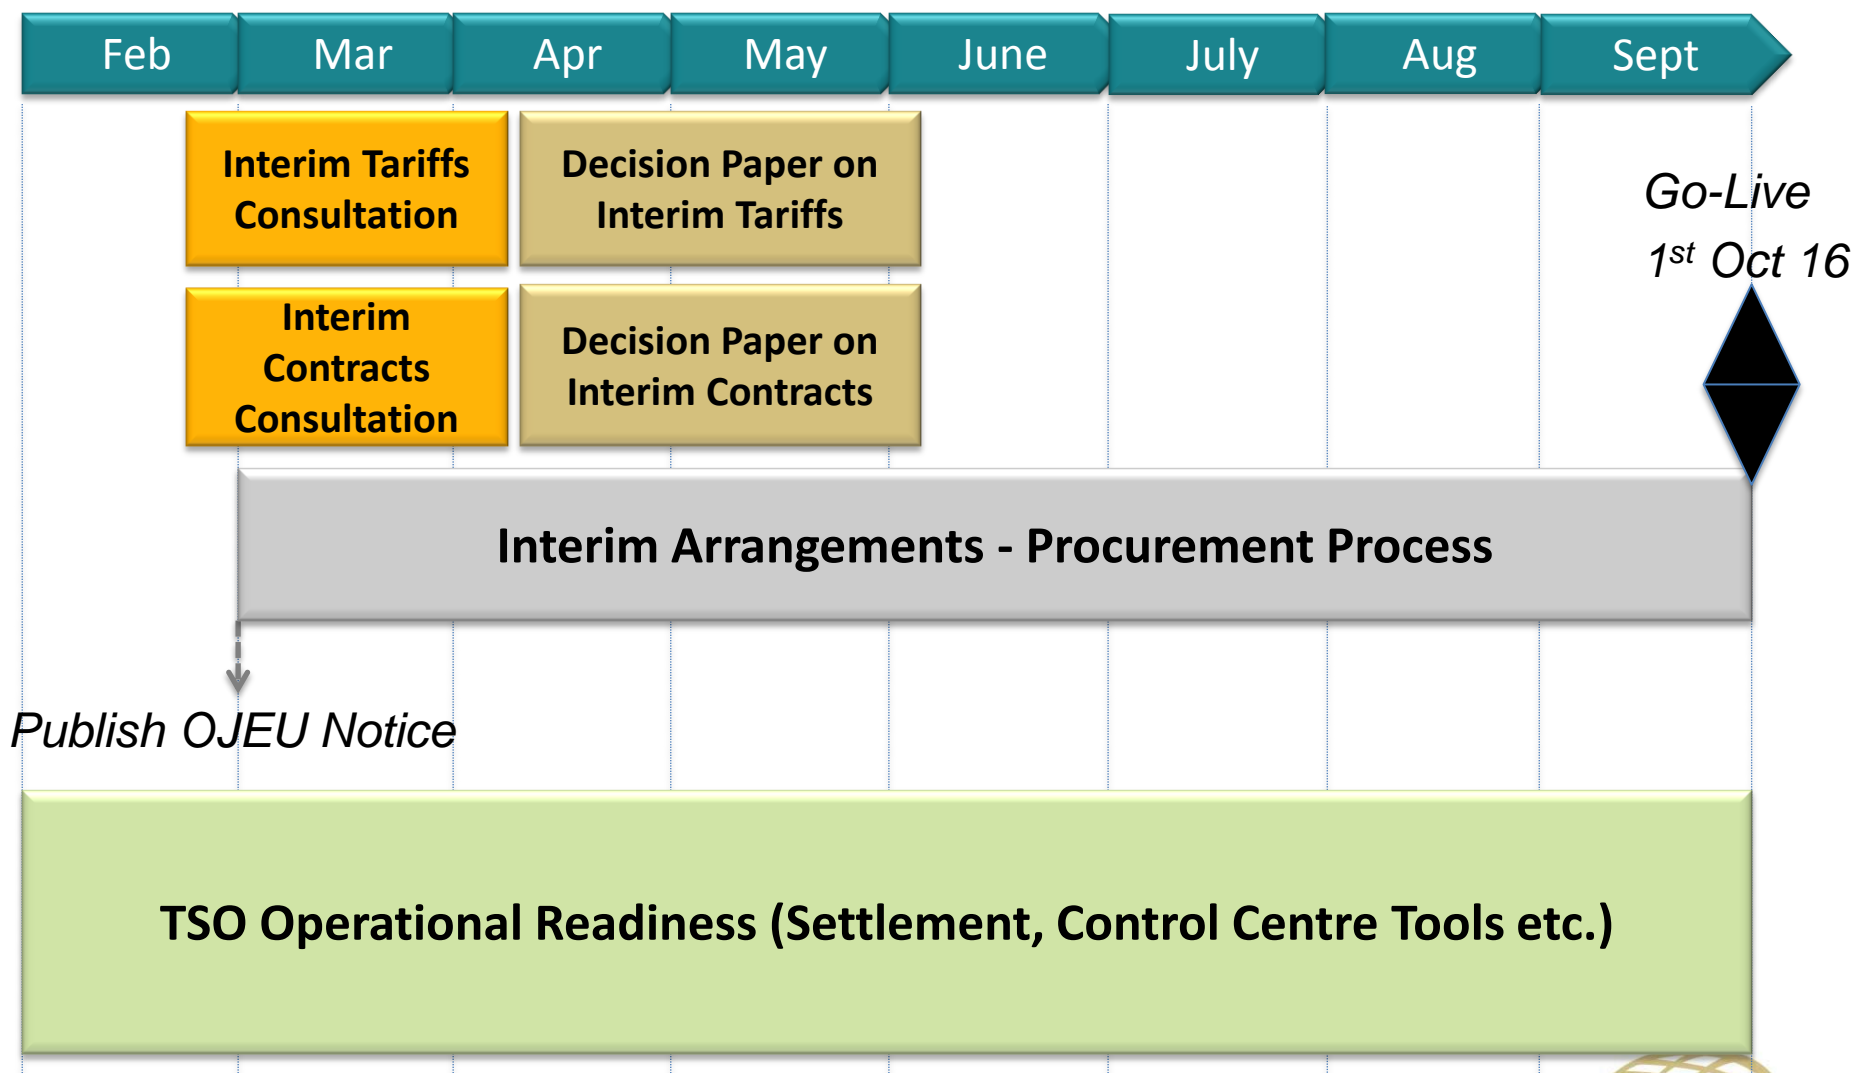 Feb Mar Apr May June July Aug Sept
Interim Tariffs
Consultation
Decision Paper on
Interim Tariffs
Go-Live
1st Oct 16
Interim
Contracts
Consultation
Decision Paper on
Interim Contracts
Interim Arrangements - Procurement Process
Publish OJEU Notice
TSO Operational Readiness (Settlement, Control Centre Tools etc.)